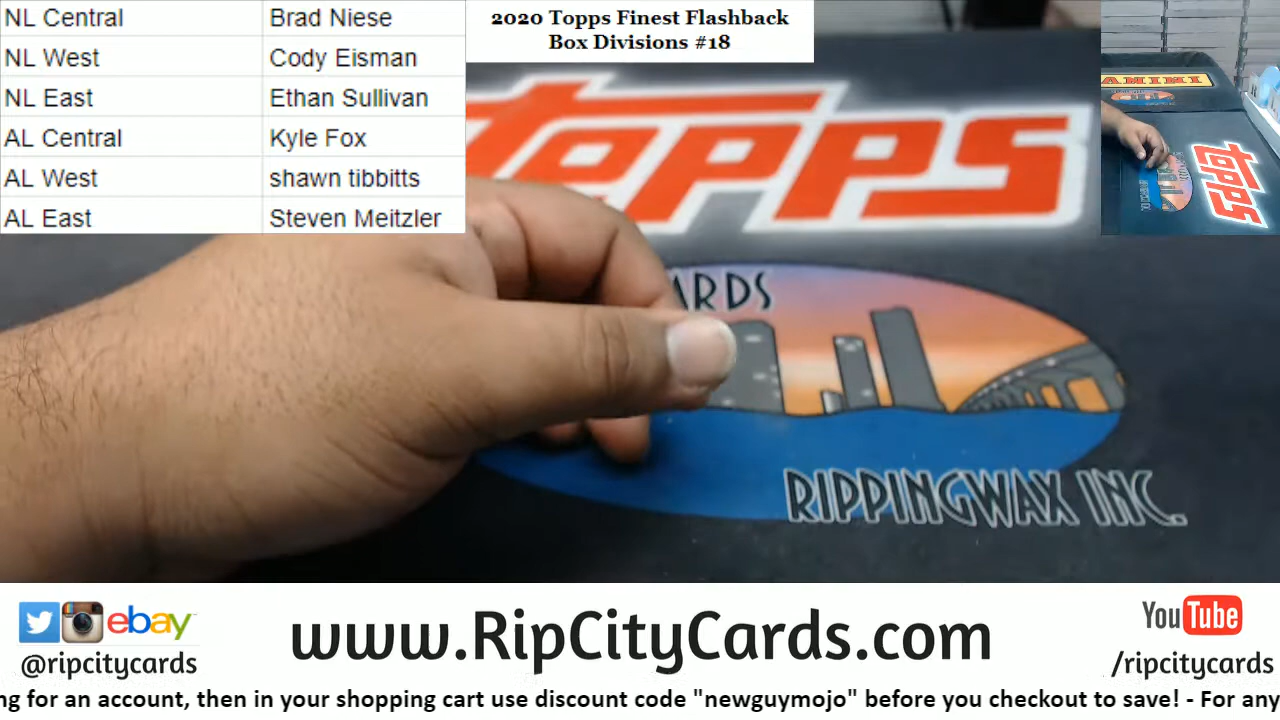 NL Central Brad Niese
NL West Cody Eisman
NL East Ethan Sullivan
AL Central Kyle Fox
AL West shawn tibbitts
AL East Steven Meitzler
2020 Topps Finest Flashback
Box Divisions #18
PANINI
topps
topps
ARDS
RIPPINGWAX INC.
ebay
@ripcitycards
www.RipCityCards.com
YouTube
/ripcitycards
ng for an account, then in your shopping cart use discount code "newguymojo" before you checkout to save! - For any